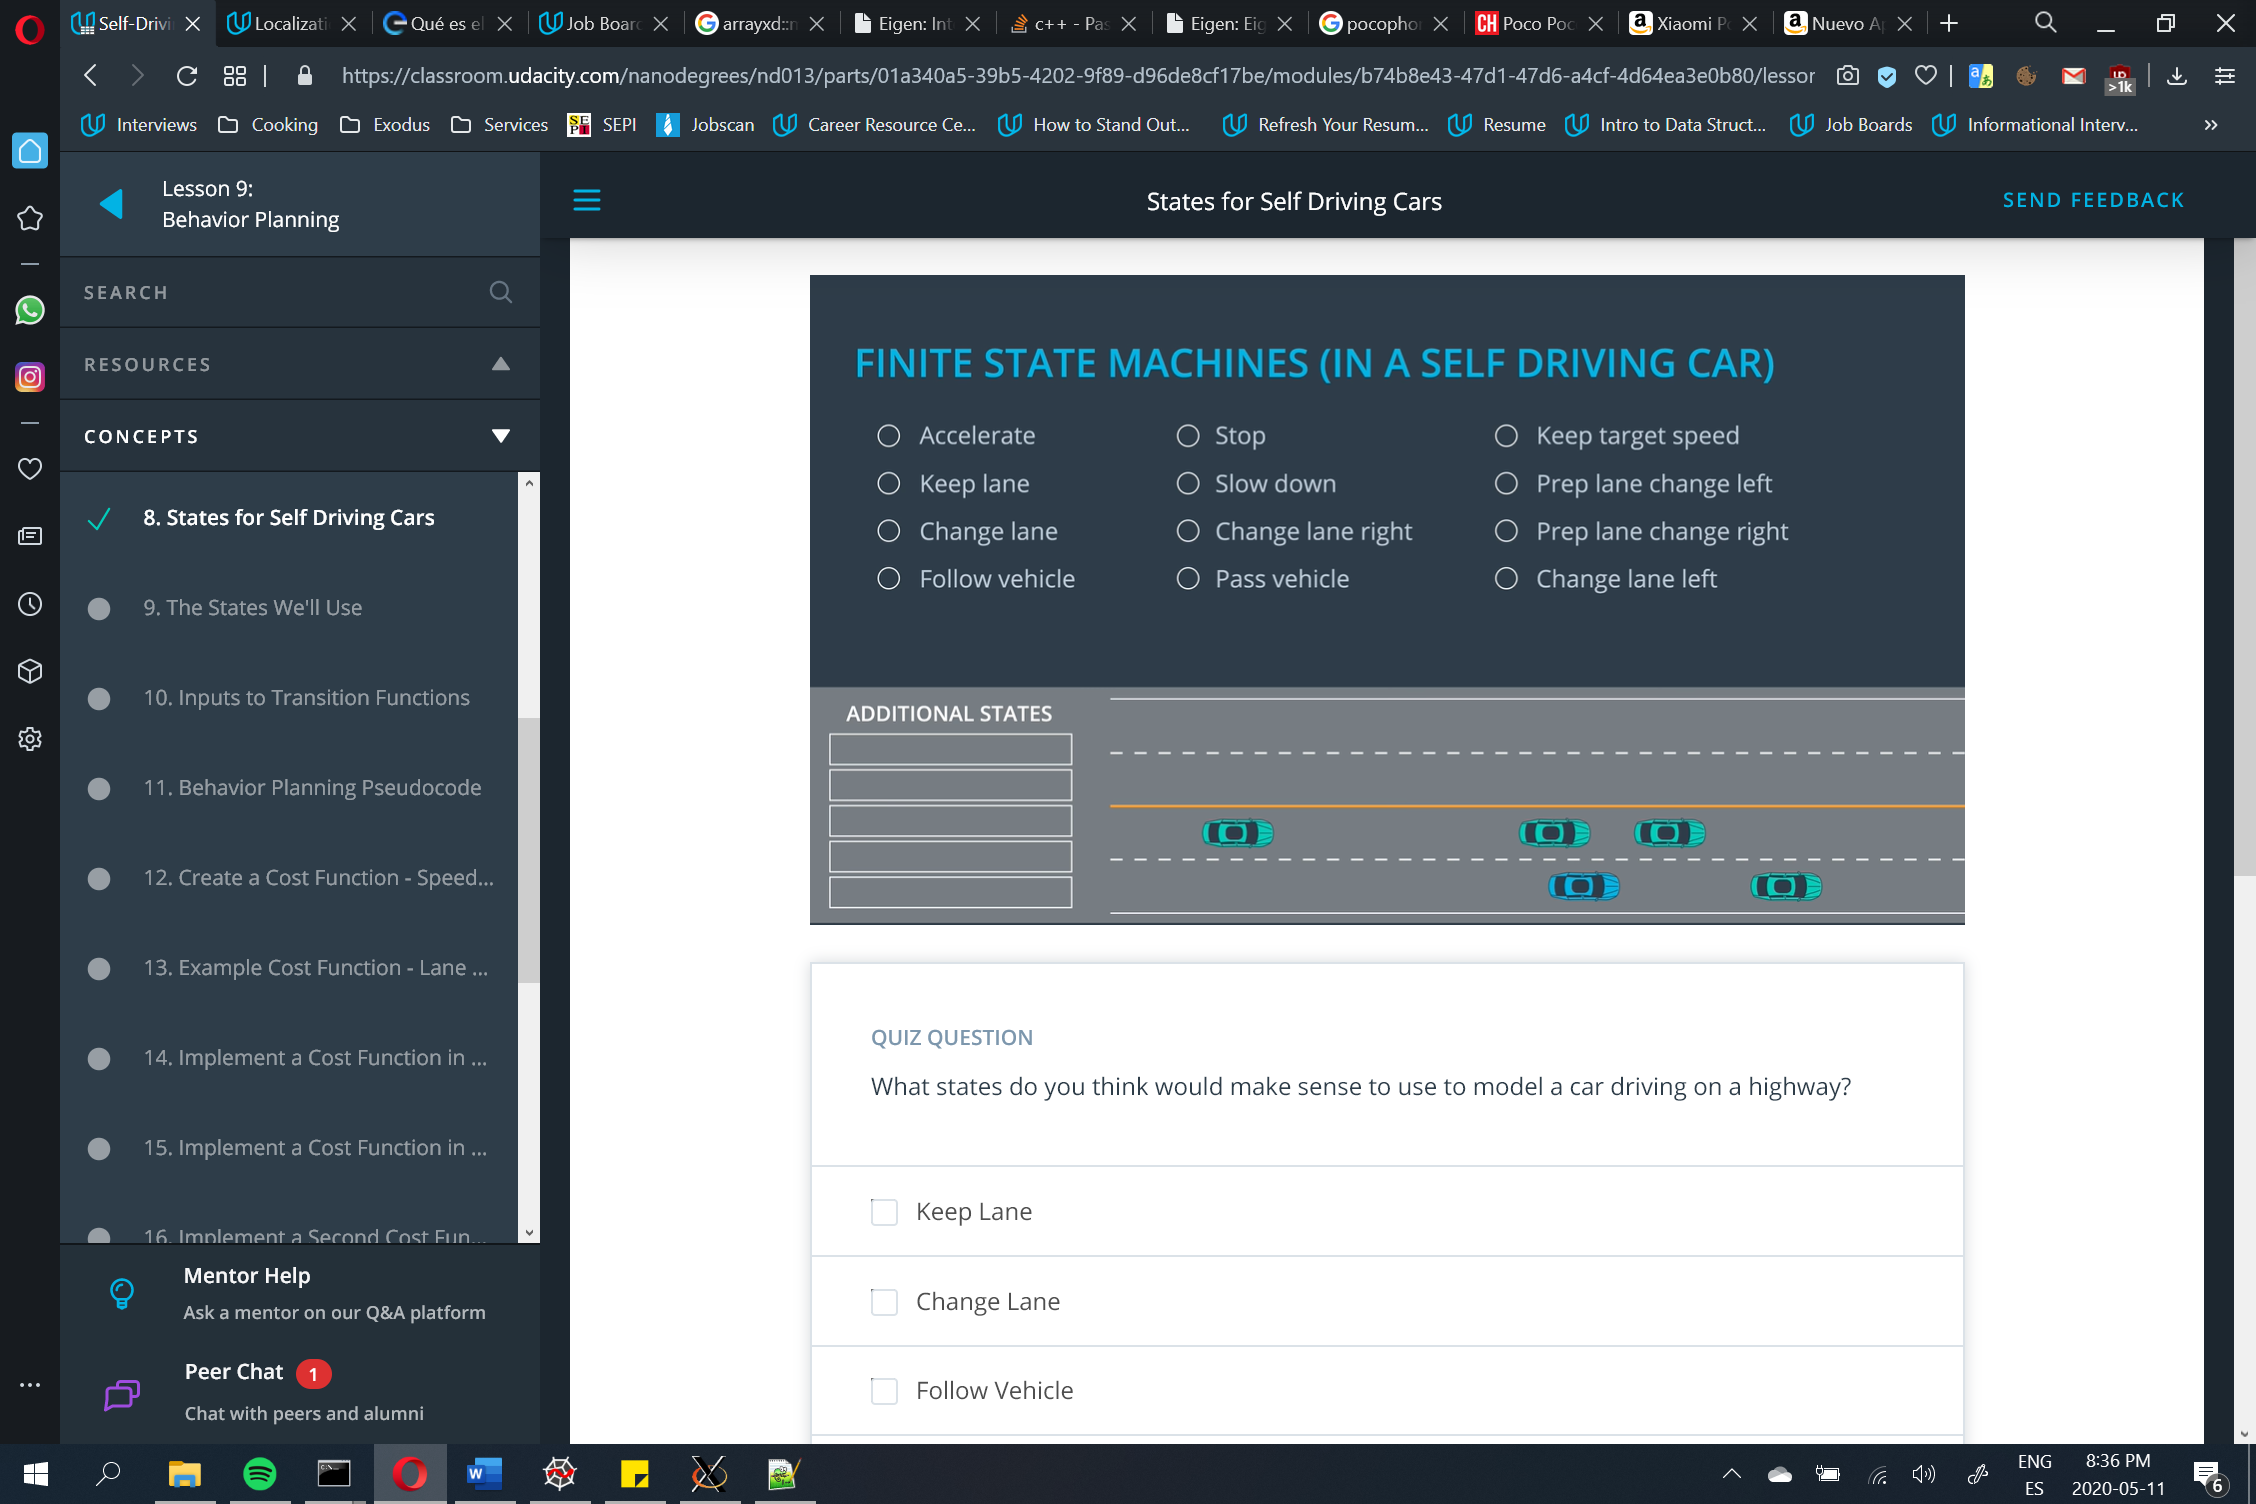 Self-Drivi
Localizati
Qué es el
Job Board
arrayxd::n
Eigen: Int
c++ - Pas
Eigen: Eig
pocophon
CH Poco Poc
Xiaomi Po
Nuevo A
https://classroom.udacity.com/nanodegrees/nd013/parts/01a340a5-39b5-4202-9f89-d96de8cf17be/modules/b74b8e43-47d1-47d6-a4cf-4d64ea3e0b80/lessor
>1k
Interviews
Cooking
Exodus
Services
SEPI
Jobscan
Career Resource Ce...
How to Stand Out...
Refresh Your Resum...
Resume
Intro to Data Struct...
Job Boards
Informational Interv...
Lesson 9:
Behavior Planning
States for Self Driving Cars
SEND FEEDBACK
SEARCH
RESOURCES
CONCEPTS
8. States for Self Driving Cars
9. The States We'll Use
10. Inputs to Transition Functions
11. Behavior Planning Pseudocode
12. Create a Cost Function - Speed...
13. Example Cost Function - Lane ...
14. Implement a Cost Function in ...
15. Implement a Cost Function in ...
16. Implement a Second Cost Fun...
Mentor Help
Ask a mentor on our Q&A platform
Peer Chat 1
Chat with peers and alumni
FINITE STATE MACHINES (IN A SELF DRIVING CAR)
Accelerate
Stop
Keep target speed
Keep lane
Slow down
Prep lane change left
Change lane
Change lane right
Prep lane change right
Follow vehicle
Pass vehicle
Change lane left
ADDITIONAL STATES
QUIZ QUESTION
What states do you think would make sense to use to model a car driving on a highway?
Keep Lane
Change Lane
Follow Vehicle
ENG
ES
8:36 PM
2020-05-11
6